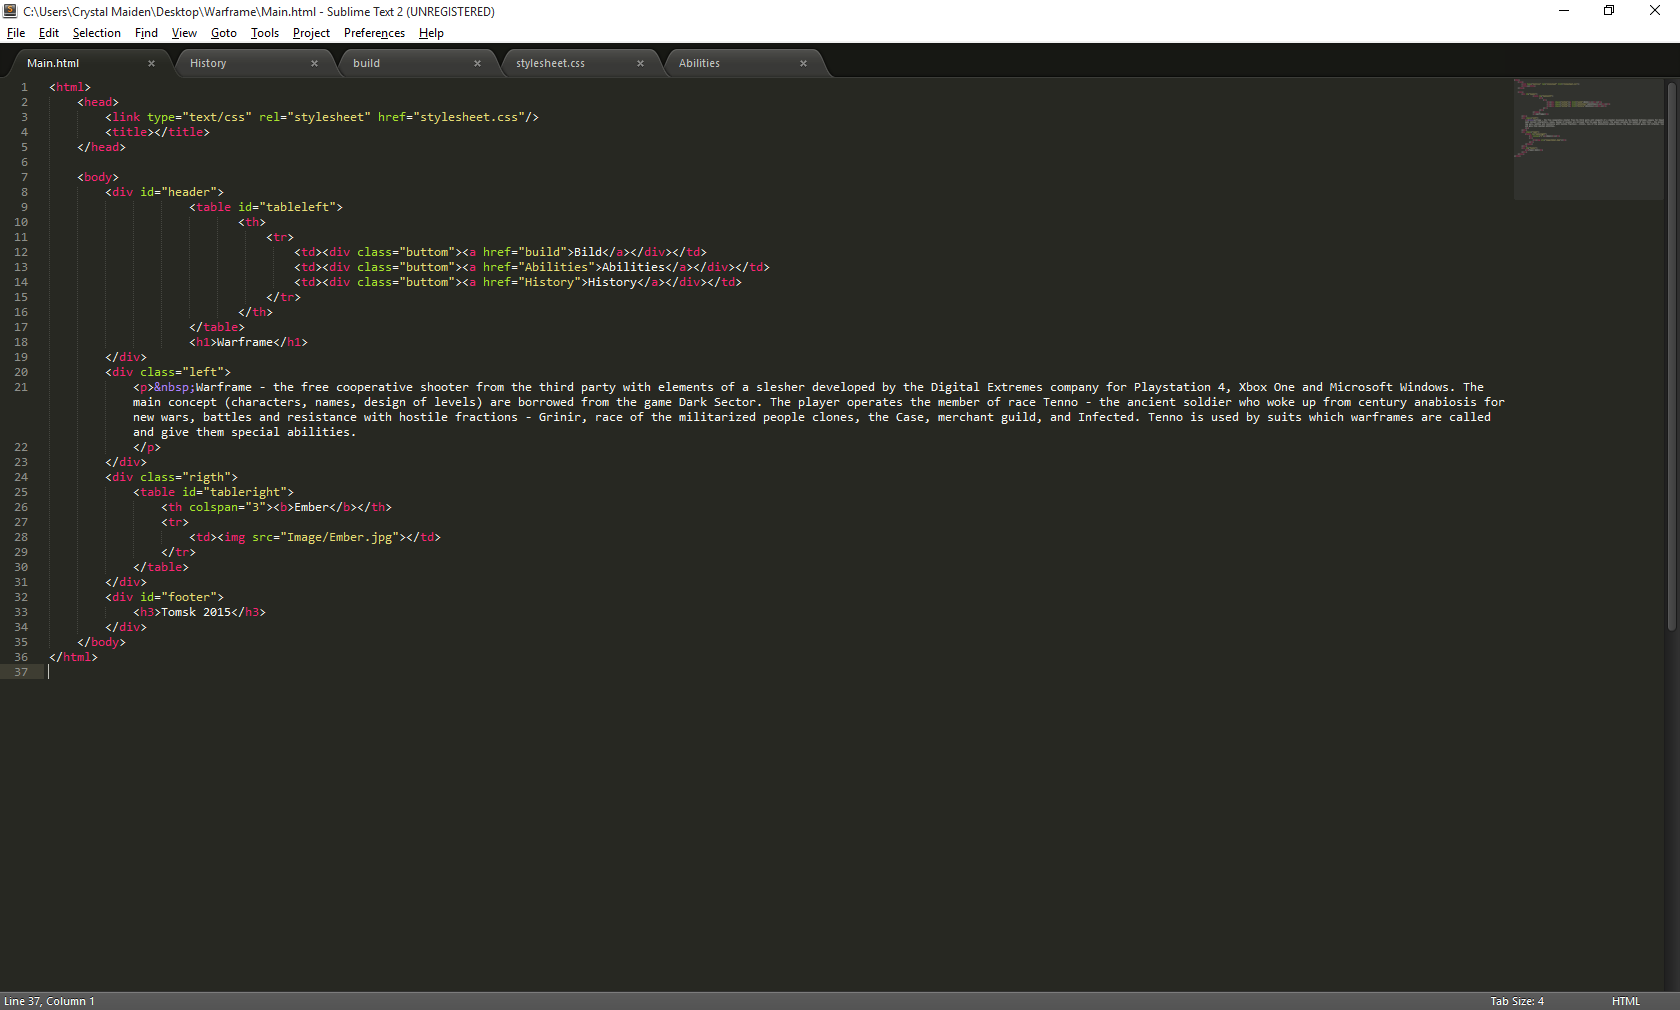 C:\Users\Crystal Maiden\Desktop\Warframe\Main.html - Sublime Text 2 (UNREGISTERED)
File Edit Selection Find View Goto Tools Project Preferences Help
Main.html × History × build × stylesheet.css × Abilities ×
1 <html>
2 <head>
3 <link type="text/css" rel="stylesheet" href="stylesheet.css"/>
4 <title></title>
5 </head>
6
7 <body>
8 <div id="header">
9 <table id="tableleft">
10 <th>
11 <tr>
12 <td><div class="buttom"><a href="build">Bild</a></div></td>
13 <td><div class="buttom"><a href="Abilities">Abilities</a></div></td>
14 <td><div class="buttom"><a href="History">History</a></div></td>
15 </tr>
16 </th>
17 </table>
18 <h1>Warframe</h1>
19 </div>
20 <div class="left">
21 <p>&nbsp;Warframe - the free cooperative shooter from the third party with elements of a slesher developed by the Digital Extremes company for Playstation 4, Xbox One and Microsoft Windows. The
main concept (characters, names, design of levels) are borrowed from the game Dark Sector. The player operates the member of race Tenno - the ancient soldier who woke up from century anabiosis for
new wars, battles and resistance with hostile fractions - Grinir, race of the militarized people clones, the Case, merchant guild, and Infected. Tenno is used by suits which warframes are called
and give them special abilities.
22 </p>
23 </div>
24 <div class="rigth">
25 <table id="tableright">
26 <th colspan="3"><b>Ember</b></th>
27 <tr>
28 <td><img src="Image/Ember.jpg"></td>
29 </tr>
30 </table>
31 </div>
32 <div id="footer">
33 <h3>Tomsk 2015</h3>
34 </div>
35 </body>
36 </html>
37
Line 37, Column 1 Tab Size: 4 HTML